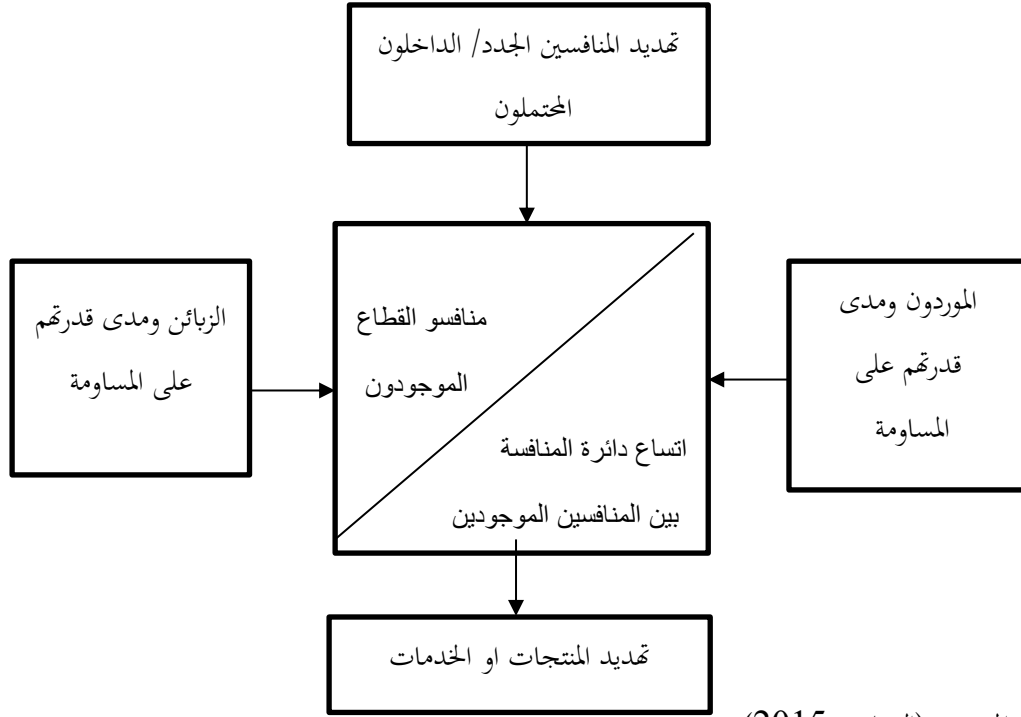 تهديد المنافسين الجدد/ الداخلون
المحتملون
الموردون ومدى
قدرتهم على
المساومة
منافسو القطاع
الموجودون
اتساع دائرة المنافسة
بين المنافسين الموجودين
الزبائن ومدى قدرتهم
على المساومة
تهديد المنتجات او الخدمات
2015)